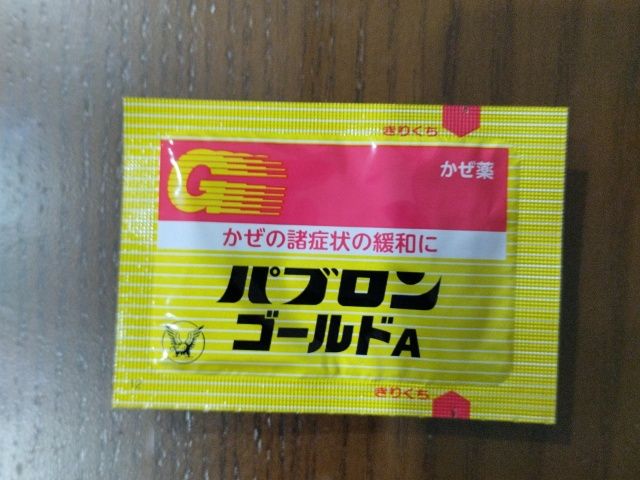 きりくち
G
かぜ薬
かぜの諸症状の緩和に
パブロン
ゴールドA
きりくち